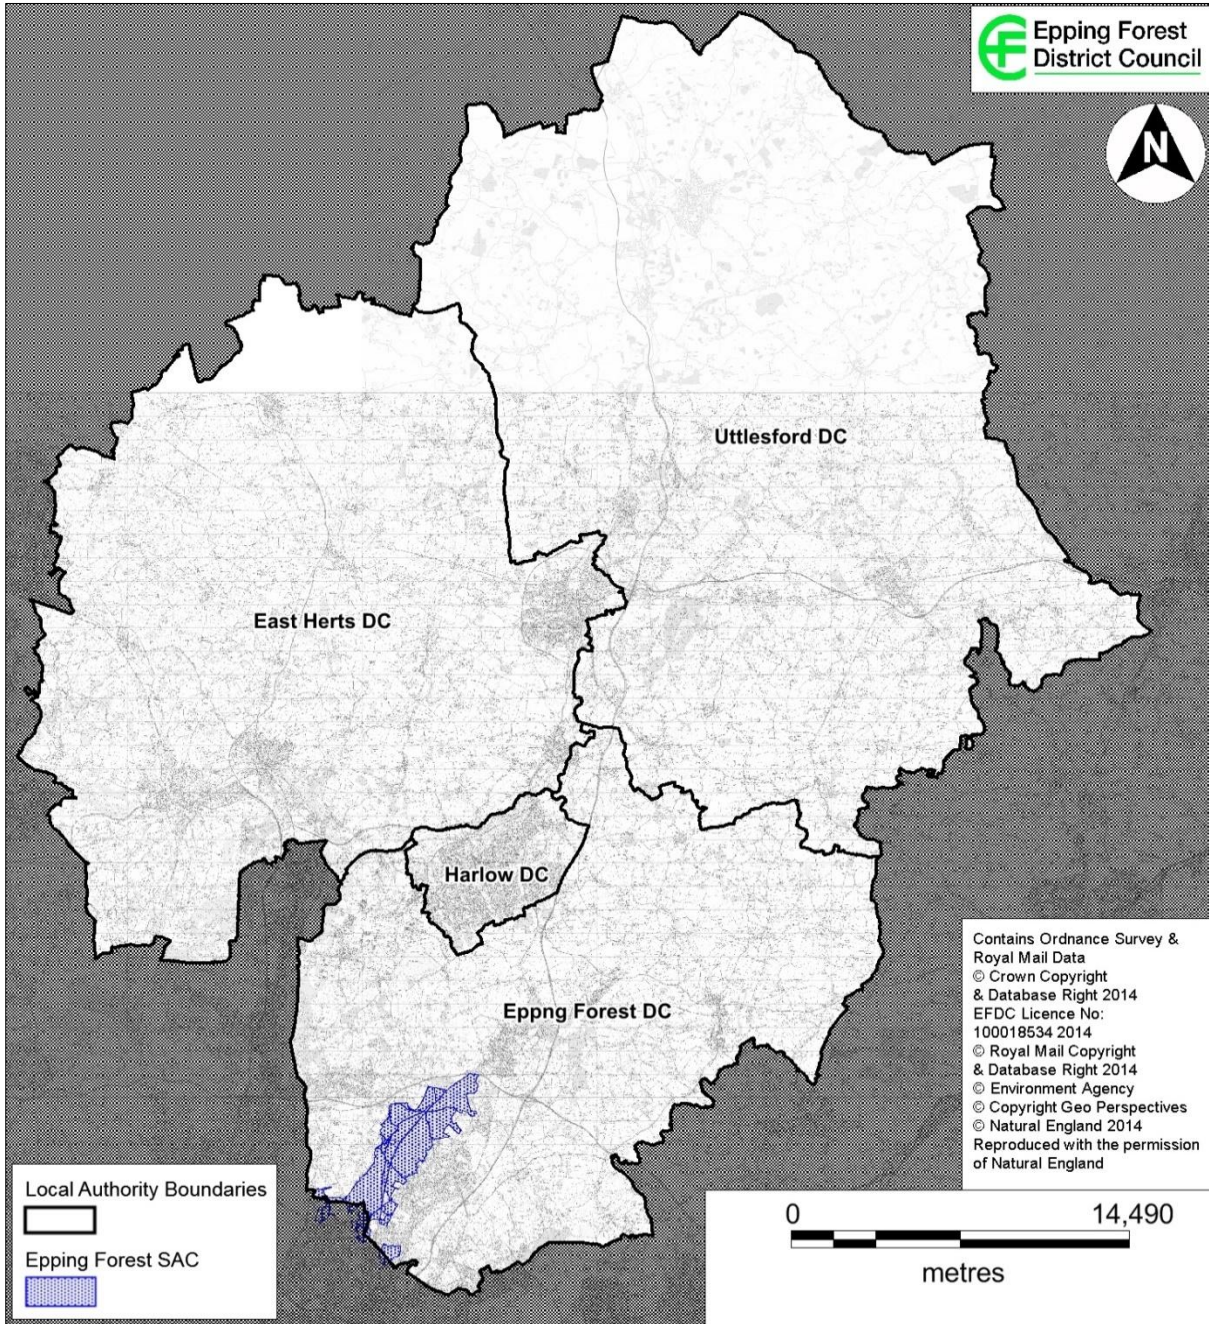 Epping Forest
District Council
N
Uttlesford DC
East Herts DC
Harlow DC
Eppng Forest DC
Contains Ordnance Survey &
Royal Mail Data
© Crown Copyright
& Database Right 2014
EFDC Licence No:
100018534 2014
© Royal Mail Copyright
& Database Right 2014
© Environment Agency
© Copyright Geo Perspectives
© Natural England 2014
Reproduced with the permission
of Natural England
Local Authority Boundaries
Epping Forest SAC
0 14,490
metres